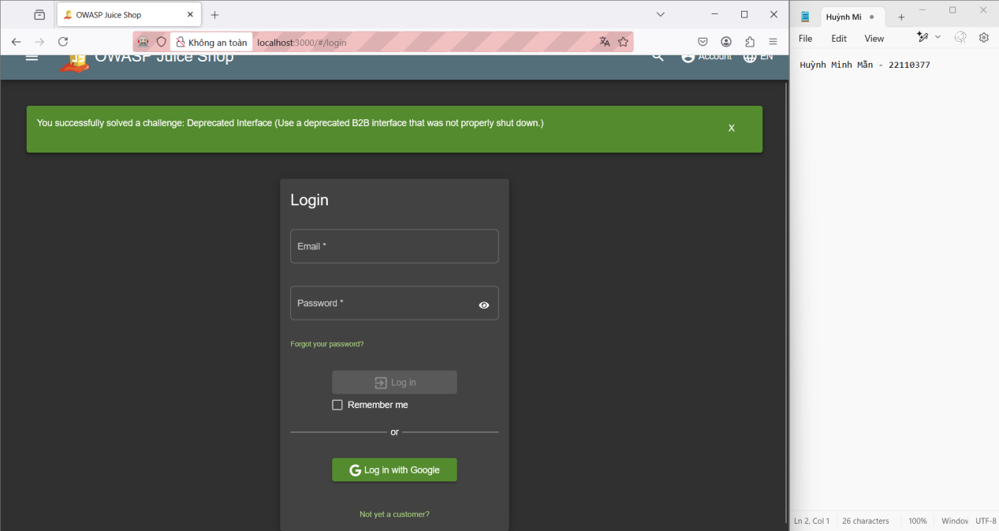 OWASP Juice Shop
Không an toàn
localhost:3000/#/login
OWASP Juice Shop
Account
EN
You successfully solved a challenge: Deprecated Interface (Use a deprecated B2B interface that was not properly shut down.)
X
Login
Email *
Password *
Forgot your password?
Log in
Remember me
or
Log in with Google
Not yet a customer?
Huỳnh Mi
File Edit View
Huỳnh Minh Mẫn - 22110377
Ln 2, Col 1 26 characters 100% Window UTF-8